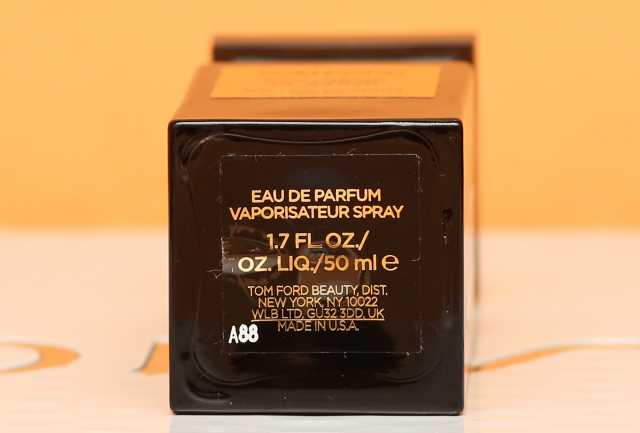 EAU DE PARFUM
VAPORISATEUR SPRAY
1.7 FL. OZ./
OZ. LIQ./50 ml ℮
TOM FORD BEAUTY, DIST.
NEW YORK, NY 10022
WLB LTD, GU32 3DD, UK
MADE IN U.S.A.
A88